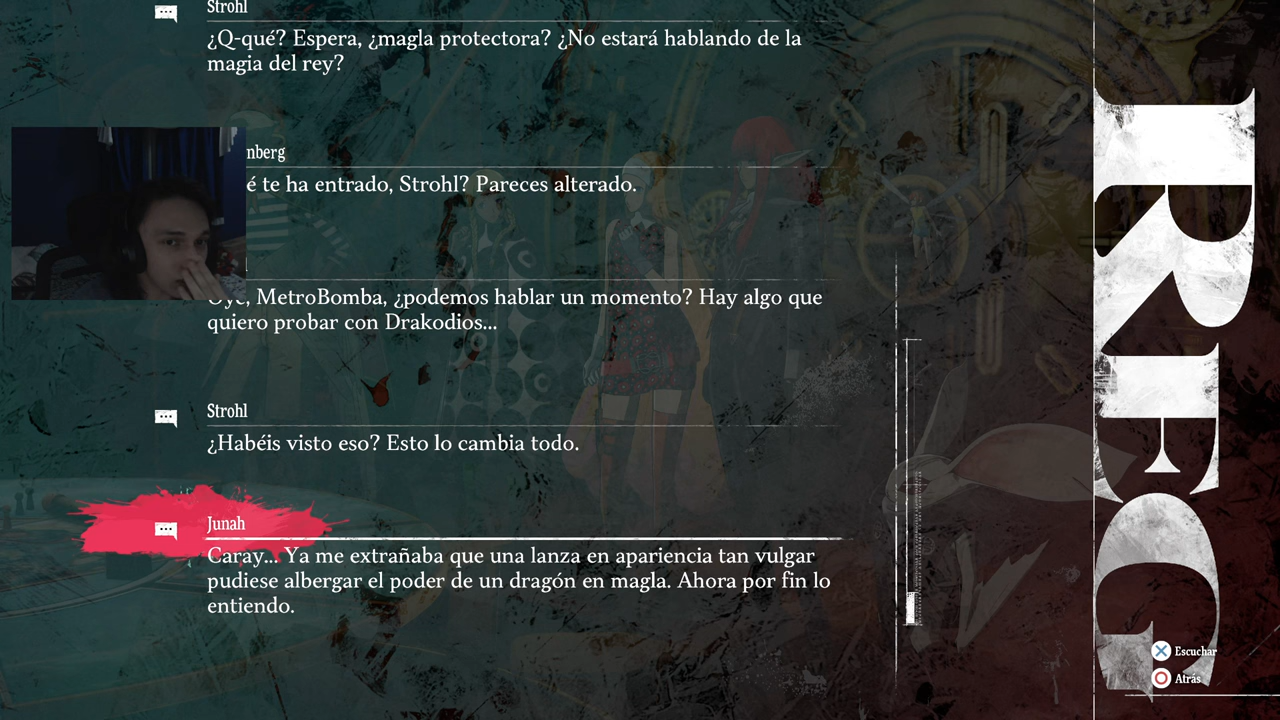 Strohl
¿Q-qué? Espera, ¿magla protectora? ¿No estará hablando de la
magia del rey?
nberg
é te ha entrado, Strohl? Pareces alterado.
Oye, MetroBomba, ¿podemos hablar un momento? Hay algo que
quiero probar con Drakodios...
Strohl
¿Habéis visto eso? Esto lo cambia todo.
Junah
Caray... Ya me extrañaba que una lanza en apariencia tan vulgar
pudiese albergar el poder de un dragón en magla. Ahora por fin lo
entiendo.
Escuchar
Atrás